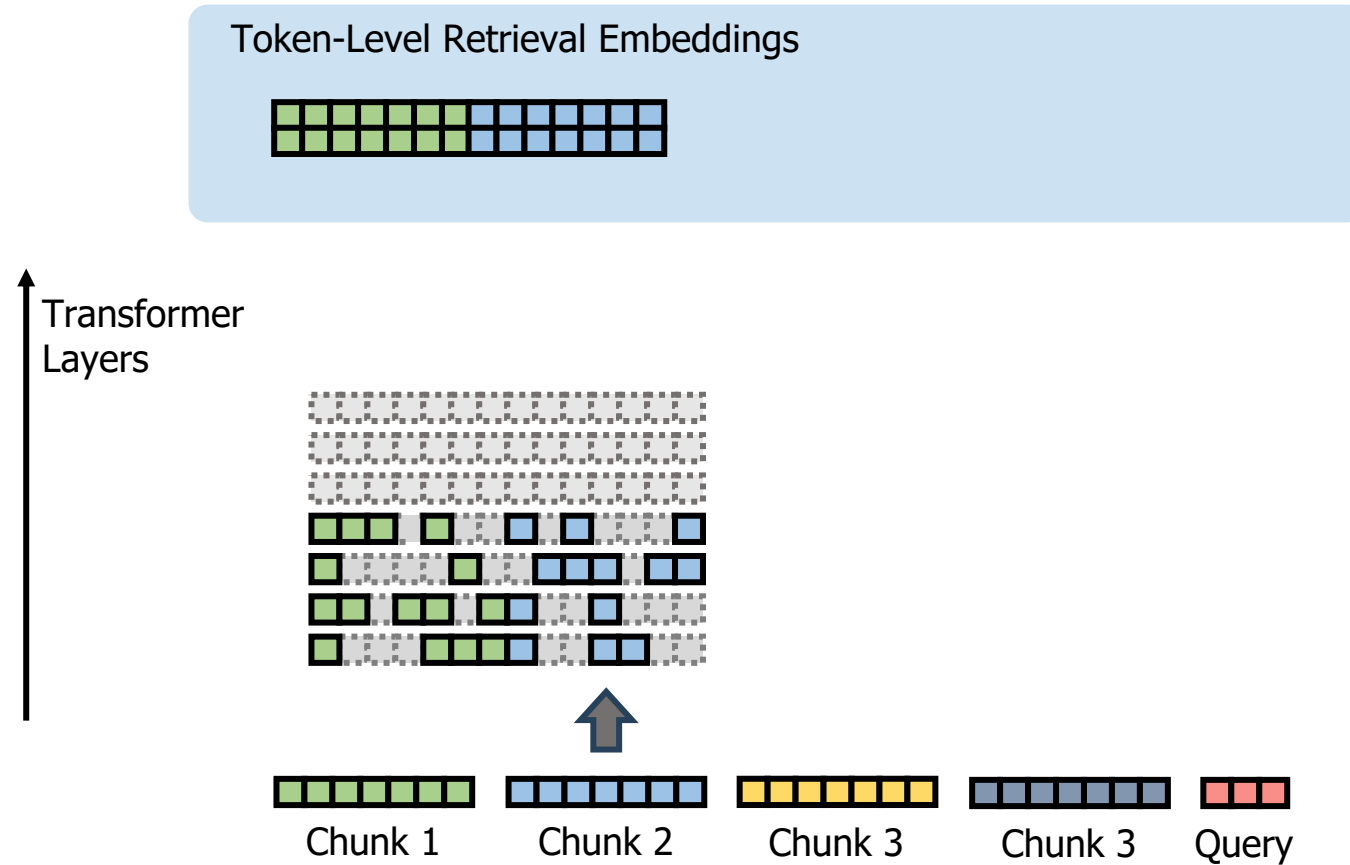 Token-Level Retrieval Embeddings
Transformer
Layers
Chunk 1
Chunk 2
Chunk 3
Chunk 3
Query